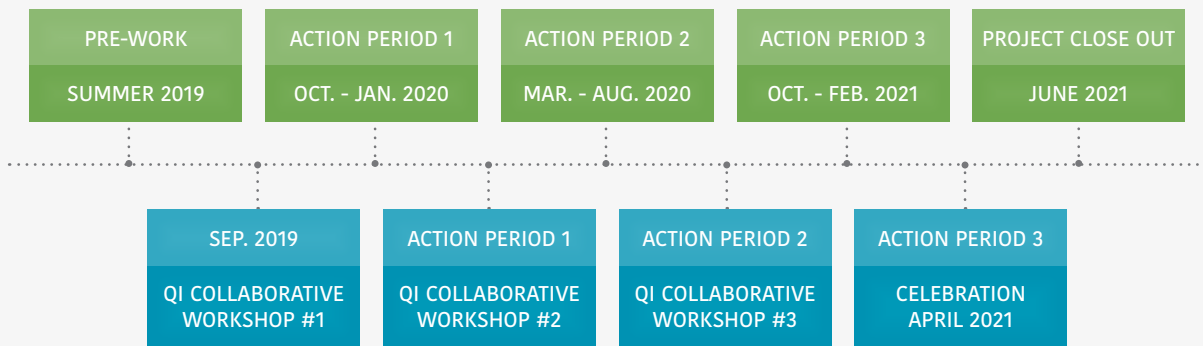 PRE-WORK
SUMMER 2019
ACTION PERIOD 1
OCT. - JAN. 2020
ACTION PERIOD 2
MAR. - AUG. 2020
ACTION PERIOD 3
OCT. - FEB. 2021
PROJECT CLOSE OUT
JUNE 2021
SEP. 2019
QI COLLABORATIVE
WORKSHOP #1
ACTION PERIOD 1
QI COLLABORATIVE
WORKSHOP #2
ACTION PERIOD 2
QI COLLABORATIVE
WORKSHOP #3
ACTION PERIOD 3
CELEBRATION
APRIL 2021